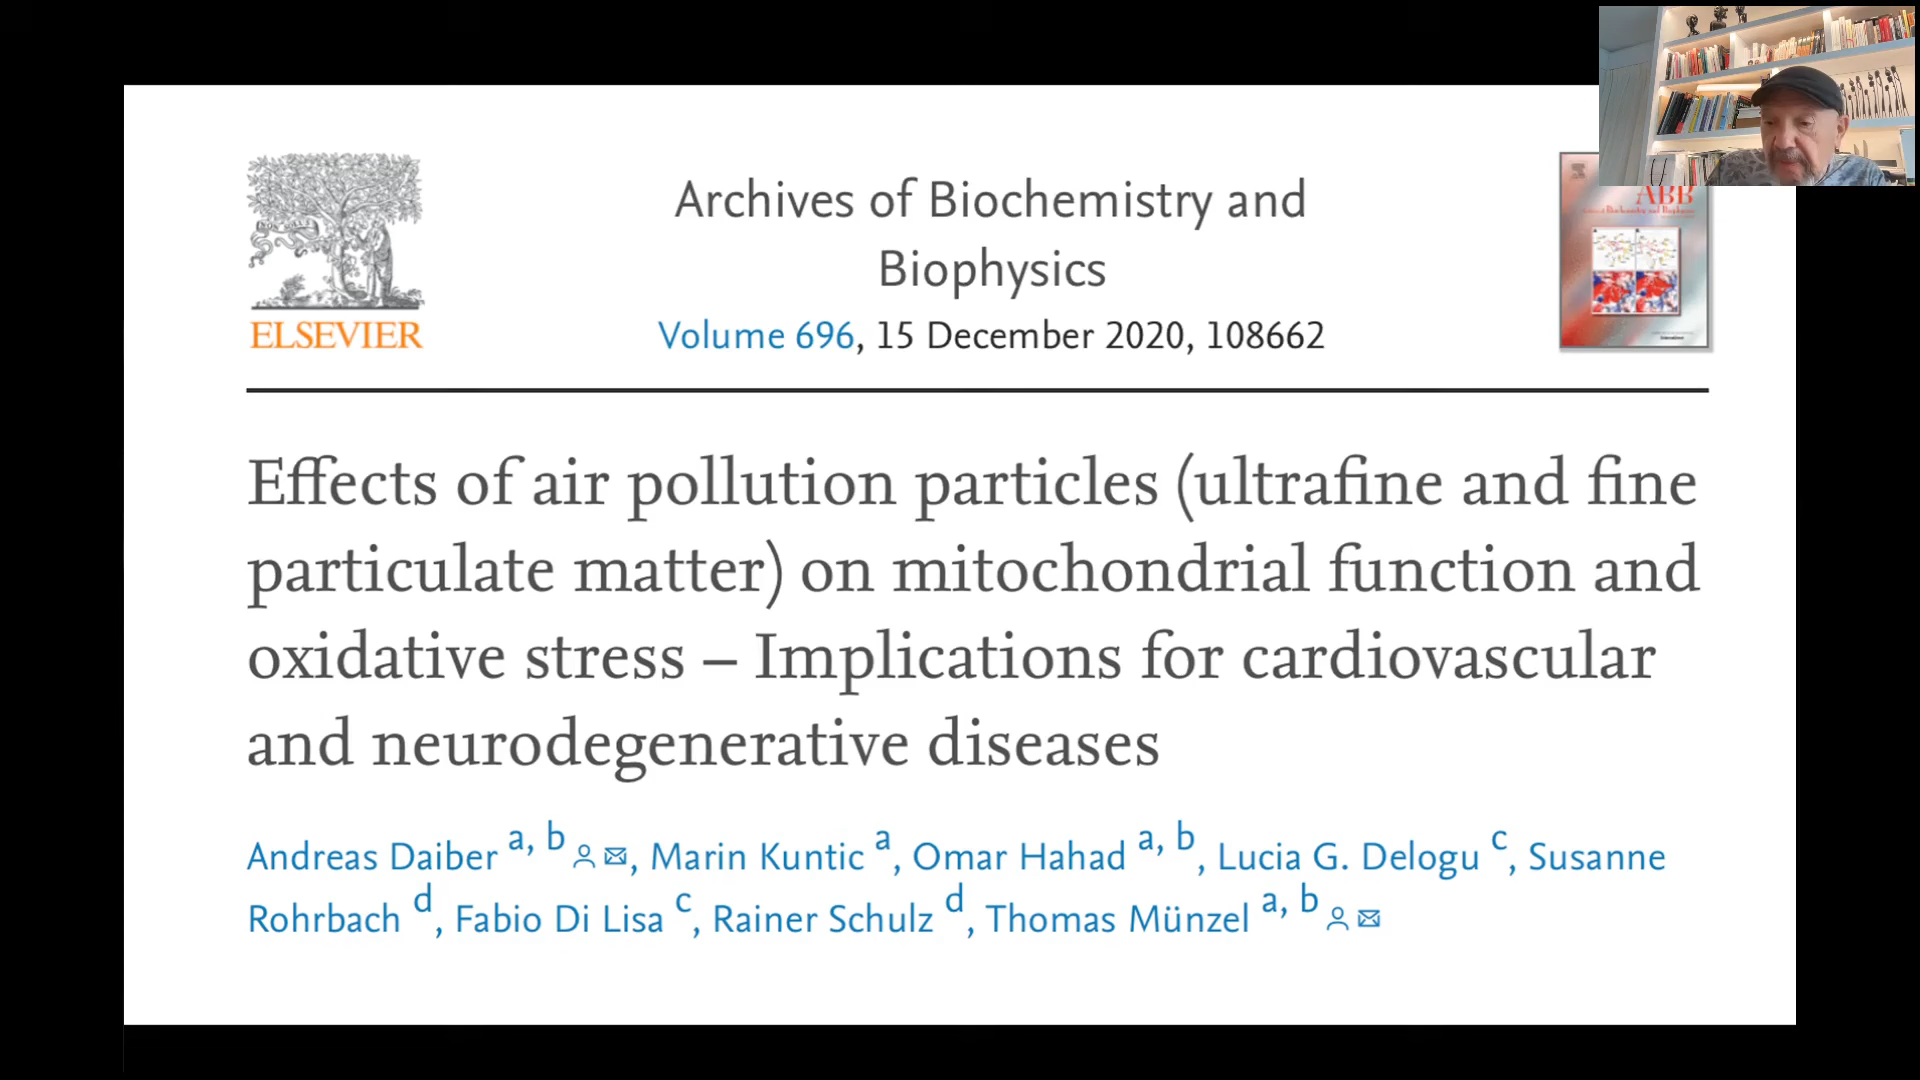 ELSEVIER
Archives of Biochemistry and
Biophysics
Volume 696, 15 December 2020, 108662
ABB
Effects of air pollution particles (ultrafine and fine
particulate matter) on mitochondrial function and
oxidative stress – Implications for cardiovascular
and neurodegenerative diseases
Andreas Daiber a, b, Marin Kuntic a, Omar Hahad a, b, Lucia G. Delogu c, Susanne
Rohrbach d, Fabio Di Lisa c, Rainer Schulz d, Thomas Münzel a, b